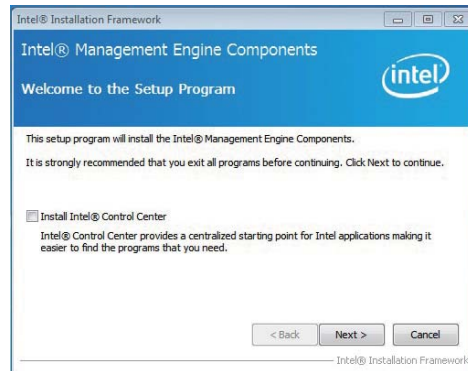 Intel® Installation Framework
Intel® Management Engine Components
Welcome to the Setup Program
intel
This setup program will install the Intel® Management Engine Components.
It is strongly recommended that you exit all programs before continuing. Click Next to continue.
Install Intel® Control Center
Intel® Control Center provides a centralized starting point for Intel applications making it
easier to find the programs that you need.
< Back
Next >
Cancel
Intel® Installation Framework